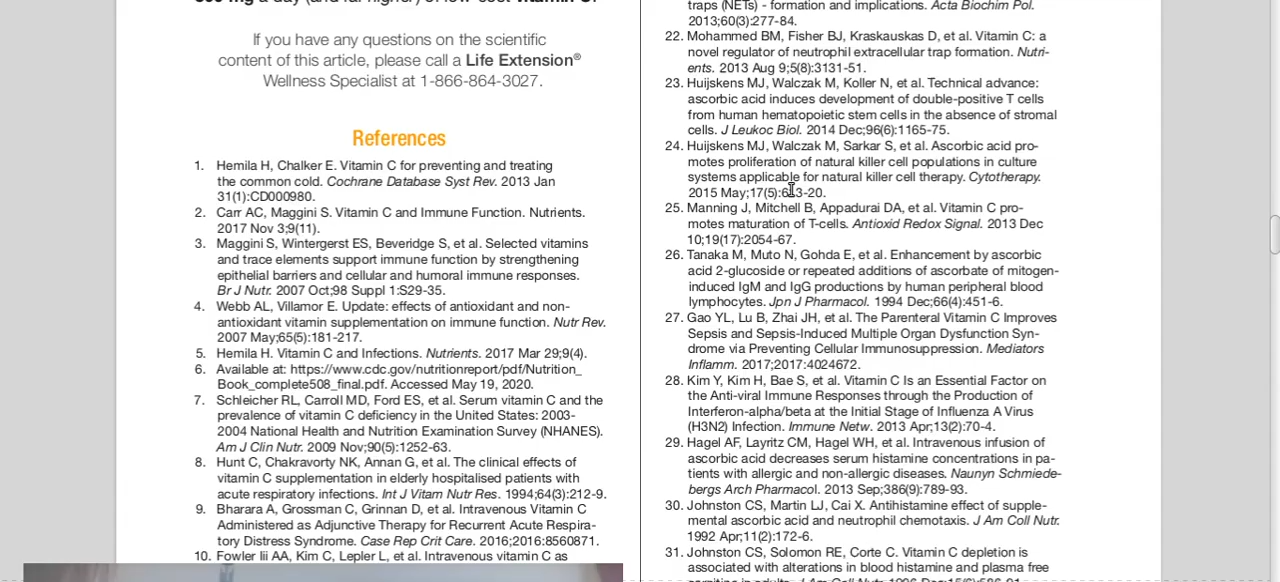 If you have any questions on the scientific
content of this article, please call a Life Extension®
Wellness Specialist at 1-866-864-3027.
References
1. Hemila H, Chalker E. Vitamin C for preventing and treating
the common cold. Cochrane Database Syst Rev. 2013 Jan
31(1):CD000980.
2. Carr AC, Maggini S. Vitamin C and Immune Function. Nutrients.
2017 Nov 3;9(11).
3. Maggini S, Wintergerst ES, Beveridge S, et al. Selected vitamins
and trace elements support immune function by strengthening
epithelial barriers and cellular and humoral immune responses.
Br J Nutr. 2007 Oct;98 Suppl 1:S29-35.
4. Webb AL, Villamor E. Update: effects of antioxidant and non-
antioxidant vitamin supplementation on immune function. Nutr Rev.
2007 May;65(5):181-217.
5. Hemila H. Vitamin C and Infections. Nutrients. 2017 Mar 29;9(4).
6. Available at: https://www.cdc.gov/nutritionreport/pdf/Nutrition_
Book_complete508_final.pdf. Accessed May 19, 2020.
7. Schleicher RL, Carroll MD, Ford ES, et al. Serum vitamin C and the
prevalence of vitamin C deficiency in the United States: 2003-
2004 National Health and Nutrition Examination Survey (NHANES).
Am J Clin Nutr. 2009 Nov;90(5):1252-63.
8. Hunt C, Chakravorty NK, Annan G, et al. The clinical effects of
vitamin C supplementation in elderly hospitalised patients with
acute respiratory infections. Int J Vitam Nutr Res. 1994;64(3):212-9.
9. Bharara A, Grossman C, Grinnan D, et al. Intravenous Vitamin C
Administered as Adjunctive Therapy for Recurrent Acute Respira-
tory Distress Syndrome. Case Rep Crit Care. 2016;2016:8560871.
10. Fowler Iii AA, Kim C, Lepler L, et al. Intravenous vitamin C as
traps (NETs) - formation and implications. Acta Biochim Pol.
2013;60(3):277-84.
22. Mohammed BM, Fisher BJ, Kraskauskas D, et al. Vitamin C: a
novel regulator of neutrophil extracellular trap formation. Nutri-
ents. 2013 Aug 9;5(8):3131-51.
23. Huijskens MJ, Walczak M, Koller N, et al. Technical advance:
ascorbic acid induces development of double-positive T cells
from human hematopoietic stem cells in the absence of stromal
cells. J Leukoc Biol. 2014 Dec;96(6):1165-75.
24. Huijskens MJ, Walczak M, Sarkar S, et al. Ascorbic acid pro-
motes proliferation of natural killer cell populations in culture
systems applicable for natural killer cell therapy. Cytotherapy.
2015
25. Manning J, Mitchell B, Appadurai DA, et al. Vitamin C pro-
motes maturation of T-cells. Antioxid Redox Signal. 2013 Dec
10;19(17):2054-67.
26. Tanaka M, Muto N, Gohda E, et al. Enhancement by ascorbic
acid 2-glucoside or repeated additions of ascorbate of mitogen-
induced IgM and IgG productions by human peripheral blood
lymphocytes. Jpn J Pharmacol. 1994 Dec;66(4):451-6.
27. Gao YL, Lu B, Zhai JH, et al. The Parenteral Vitamin C Improves
Sepsis and Sepsis-Induced Multiple Organ Dysfunction Syn-
drome via Preventing Cellular Immunosuppression. Mediators
Inflamm. 2017;2017:4024672.
28. Kim Y, Kim H, Bae S, et al. Vitamin C Is an Essential Factor on
the Anti-viral Immune Responses through the Production of
Interferon-alpha/beta at the Initial Stage of Influenza A Virus
(H3N2) Infection. Immune Netw. 2013 Apr;13(2):70-4.
29. Hagel AF, Layritz CM, Hagel WH, et al. Intravenous infusion of
ascorbic acid decreases serum histamine concentrations in pa-
tients with allergic and non-allergic diseases. Naunyn Schmiede-
bergs Arch Pharmacol. 2013 Sep;386(9):789-93.
30. Johnston CS, Martin LJ, Cai X. Antihistamine effect of supple-
mental ascorbic acid and neutrophil chemotaxis. J Am Coll Nutr.
1992 Apr;11(2):172-6.
31. Johnston CS, Solomon RE, Corte C. Vitamin C depletion is
associated with alterations in blood histamine and plasma free